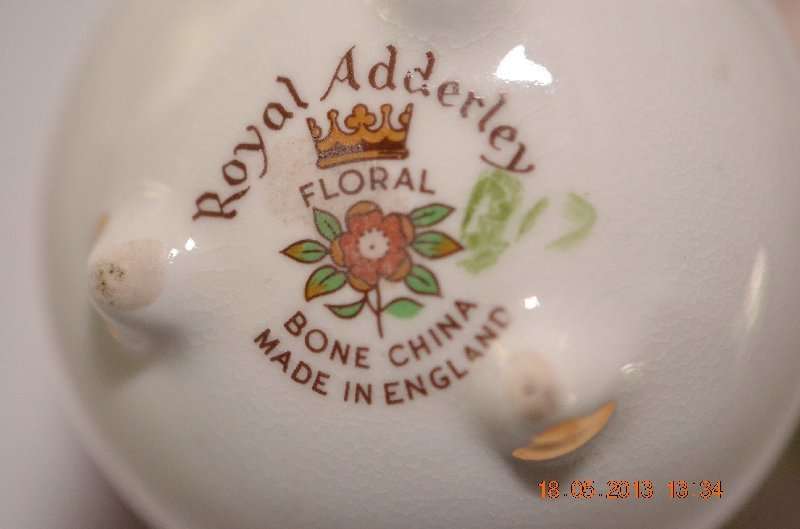 Royal Adderley
FLORAL
BONE CHINA
MADE IN ENGLAND
18.05.2013 13:34